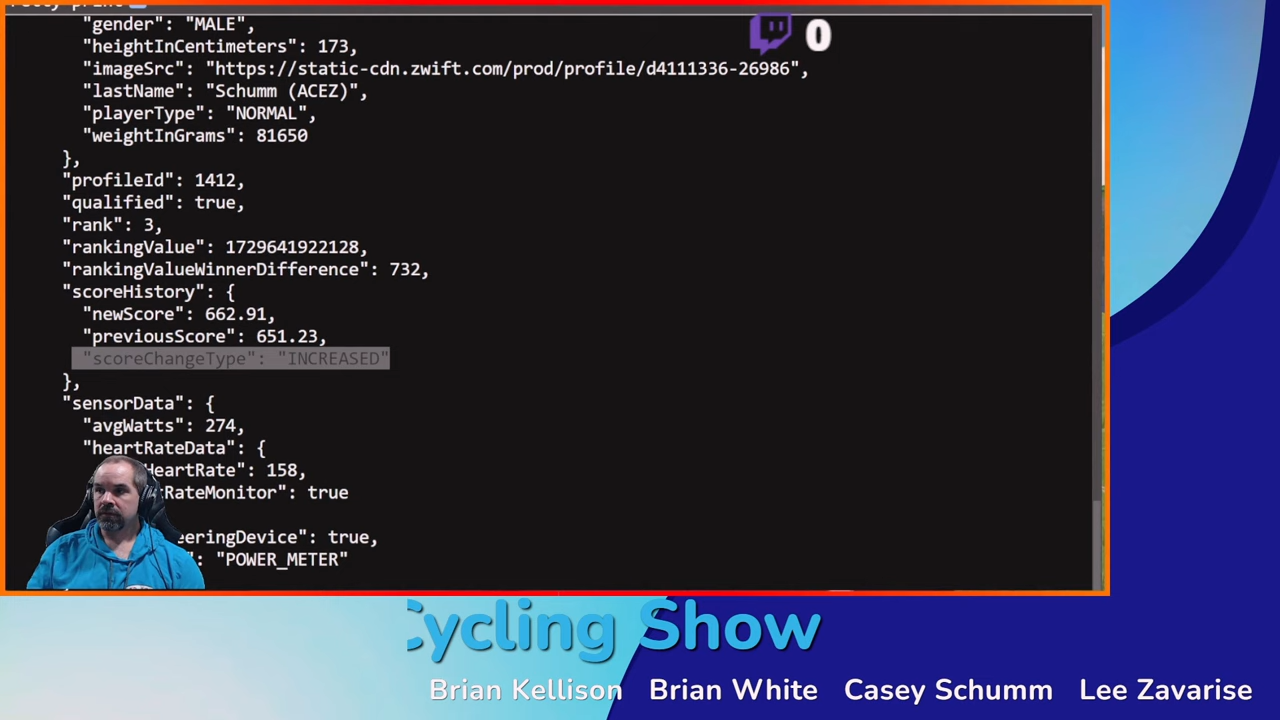 "gender": "MALE",
"heightInCentimeters": 173,
"imageSrc": "https://static-cdn.zwift.com/prod/profile/d4111336-26986",
"lastName": "Schumm (ACEZ)",
"playerType": "NORMAL",
"weightInGrams": 81650
},
"profileId": 1412,
"qualified": true,
"rank": 3,
"rankingValue": 1729641922128,
"rankingValueWinnerDifference": 732,
"scoreHistory": {
"newScore": 662.91,
"previousScore": 651.23,
"scoreChangeType": "INCREASED"
},
"sensorData": {
"avgWatts": 274,
"heartRateData": {
HeartRate": 158,
RateMonitor": true
eeringDevice": true,
": "POWER_METER"
0
Cycling Show
Brian Kellison Brian White Casey Schumm Lee Zavarise